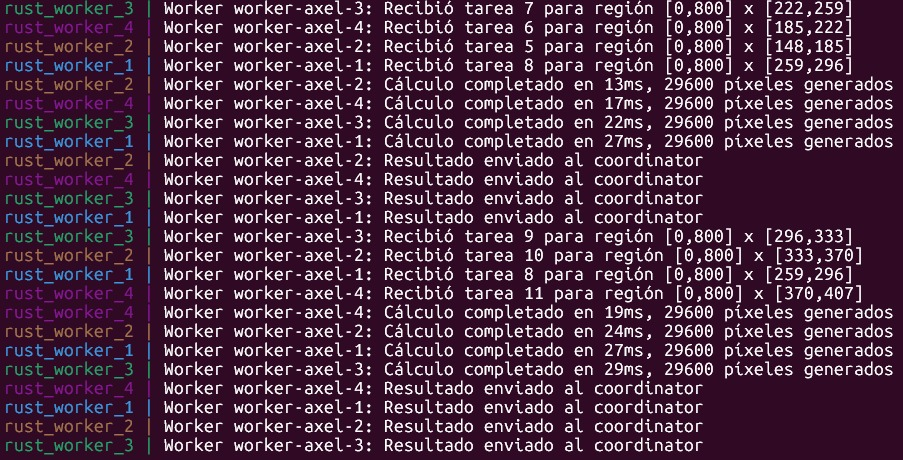 rust_worker_3 | Worker worker-axel-3: Recibió tarea 7 para región [0,800] x [222,259]
rust_worker_4 | Worker worker-axel-4: Recibió tarea 6 para región [0,800] x [185,222]
rust_worker_2 | Worker worker-axel-2: Recibió tarea 5 para región [0,800] x [148,185]
rust_worker_1 | Worker worker-axel-1: Recibió tarea 8 para región [0,800] x [259,296]
rust_worker_2 | Worker worker-axel-2: Cálculo completado en 13ms, 29600 píxeles generados
rust_worker_4 | Worker worker-axel-4: Cálculo completado en 17ms, 29600 píxeles generados
rust_worker_3 | Worker worker-axel-3: Cálculo completado en 22ms, 29600 píxeles generados
rust_worker_1 | Worker worker-axel-1: Cálculo completado en 27ms, 29600 píxeles generados
rust_worker_2 | Worker worker-axel-2: Resultado enviado al coordinator
rust_worker_4 | Worker worker-axel-4: Resultado enviado al coordinator
rust_worker_3 | Worker worker-axel-3: Resultado enviado al coordinator
rust_worker_1 | Worker worker-axel-1: Resultado enviado al coordinator
rust_worker_3 | Worker worker-axel-3: Recibió tarea 9 para región [0,800] x [296,333]
rust_worker_2 | Worker worker-axel-2: Recibió tarea 10 para región [0,800] x [333,370]
rust_worker_1 | Worker worker-axel-1: Recibió tarea 8 para región [0,800] x [259,296]
rust_worker_4 | Worker worker-axel-4: Recibió tarea 11 para región [0,800] x [370,407]
rust_worker_4 | Worker worker-axel-4: Cálculo completado en 19ms, 29600 píxeles generados
rust_worker_2 | Worker worker-axel-2: Cálculo completado en 24ms, 29600 píxeles generados
rust_worker_1 | Worker worker-axel-1: Cálculo completado en 27ms, 29600 píxeles generados
rust_worker_3 | Worker worker-axel-3: Cálculo completado en 29ms, 29600 píxeles generados
rust_worker_4 | Worker worker-axel-4: Resultado enviado al coordinator
rust_worker_1 | Worker worker-axel-1: Resultado enviado al coordinator
rust_worker_2 | Worker worker-axel-2: Resultado enviado al coordinator
rust_worker_3 | Worker worker-axel-3: Resultado enviado al coordinator